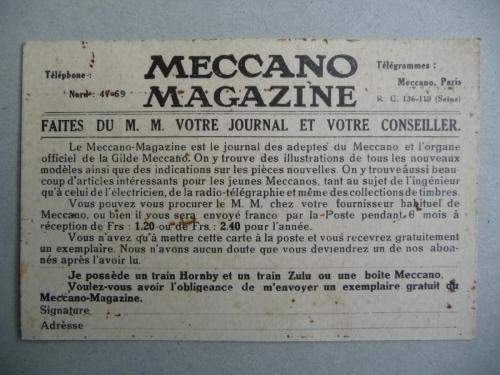 MECCANO
MAGAZINE
Téléphone :
Nord : 47-69
Télégrammes :
Meccano, Paris
R. C. 136-119 (Seine)
FAITES DU M. M. VOTRE JOURNAL ET VOTRE CONSEILLER.
Le Meccano-Magazine est le journal des adeptes du Meccano et l'organe
officiel de la Gilde Meccano. On y trouve des illustrations de tous les nouveaux
modèles ainsi que des indications sur les pièces nouvelles. On y trouve aussi beau-
coup d'articles intéressants pour les jeunes Meccanos, tant au sujet de l'ingénieur
qu'à celui de l'électricien, de la radio-télégraphie et même des collections de timbres.
Vous pouvez vous procurer le M. M. chez votre fournisseur habituel de
Meccano, ou bien il vous sera envoyé franco par la Poste pendant 6 mois à
réception de Frs : 1.20 ou de Frs : 2.40 pour l'année.
Vous n'avez qu'à mettre cette carte à la poste et vous recevrez gratuitement
un exemplaire. Nous n'avons aucun doute que vous deviendrez un de nos abon-
nés après l'avoir lu.
Je possède un train Hornby et un train Zulu ou une boîte Meccano.
Voulez-vous avoir l'obligeance de m'envoyer un exemplaire gratuit du
Meccano-Magazine.
Signature
Adrèsse